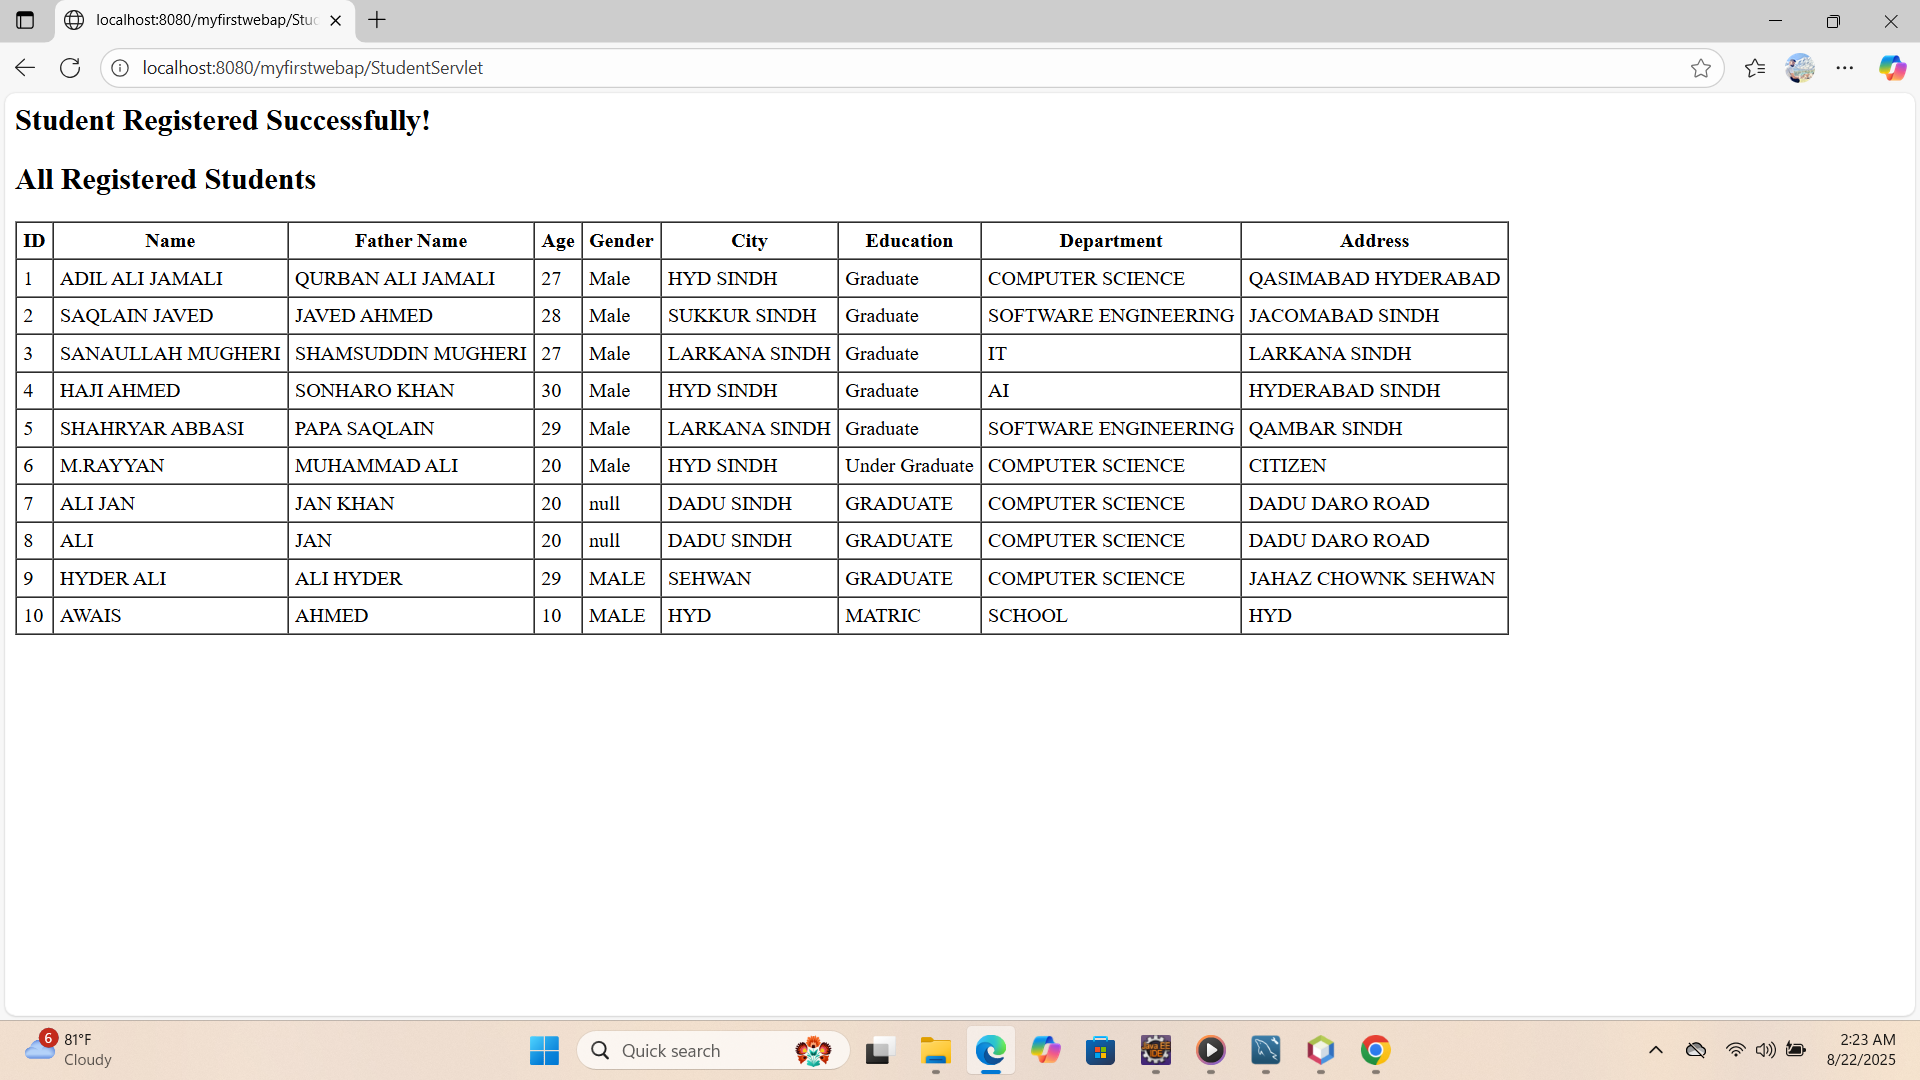 localhost:8080/myfirstwebap/Stu
localhost:8080/myfirstwebap/StudentServlet
Student Registered Successfully!
All Registered Students
ID Name Father Name Age Gender City Education Department Address
1 ADIL ALI JAMALI QURBAN ALI JAMALI 27 Male HYD SINDH Graduate COMPUTER SCIENCE QASIMABAD HYDERABAD
2 SAQLAIN JAVED JAVED AHMED 28 Male SUKKUR SINDH Graduate SOFTWARE ENGINEERING JACOMABAD SINDH
3 SANAULLAH MUGHERI SHAMSUDDIN MUGHERI 27 Male LARKANA SINDH Graduate IT LARKANA SINDH
4 HAJI AHMED SONHARO KHAN 30 Male HYD SINDH Graduate AI HYDERABAD SINDH
5 SHAHRYAR ABBASI PAPA SAQLAIN 29 Male LARKANA SINDH Graduate SOFTWARE ENGINEERING QAMBAR SINDH
6 M.RAYYAN MUHAMMAD ALI 20 Male HYD SINDH Under Graduate COMPUTER SCIENCE CITIZEN
7 ALI JAN JAN KHAN 20 null DADU SINDH GRADUATE COMPUTER SCIENCE DADU DARO ROAD
8 ALI JAN 20 null DADU SINDH GRADUATE COMPUTER SCIENCE DADU DARO ROAD
9 HYDER ALI ALI HYDER 29 MALE SEHWAN GRADUATE COMPUTER SCIENCE JAHAZ CHOWNK SEHWAN
10 AWAIS AHMED 10 MALE HYD MATRIC SCHOOL HYD
6
81°F
Cloudy
Quick search
Java EE
IDE
2:23 AM
8/22/2025